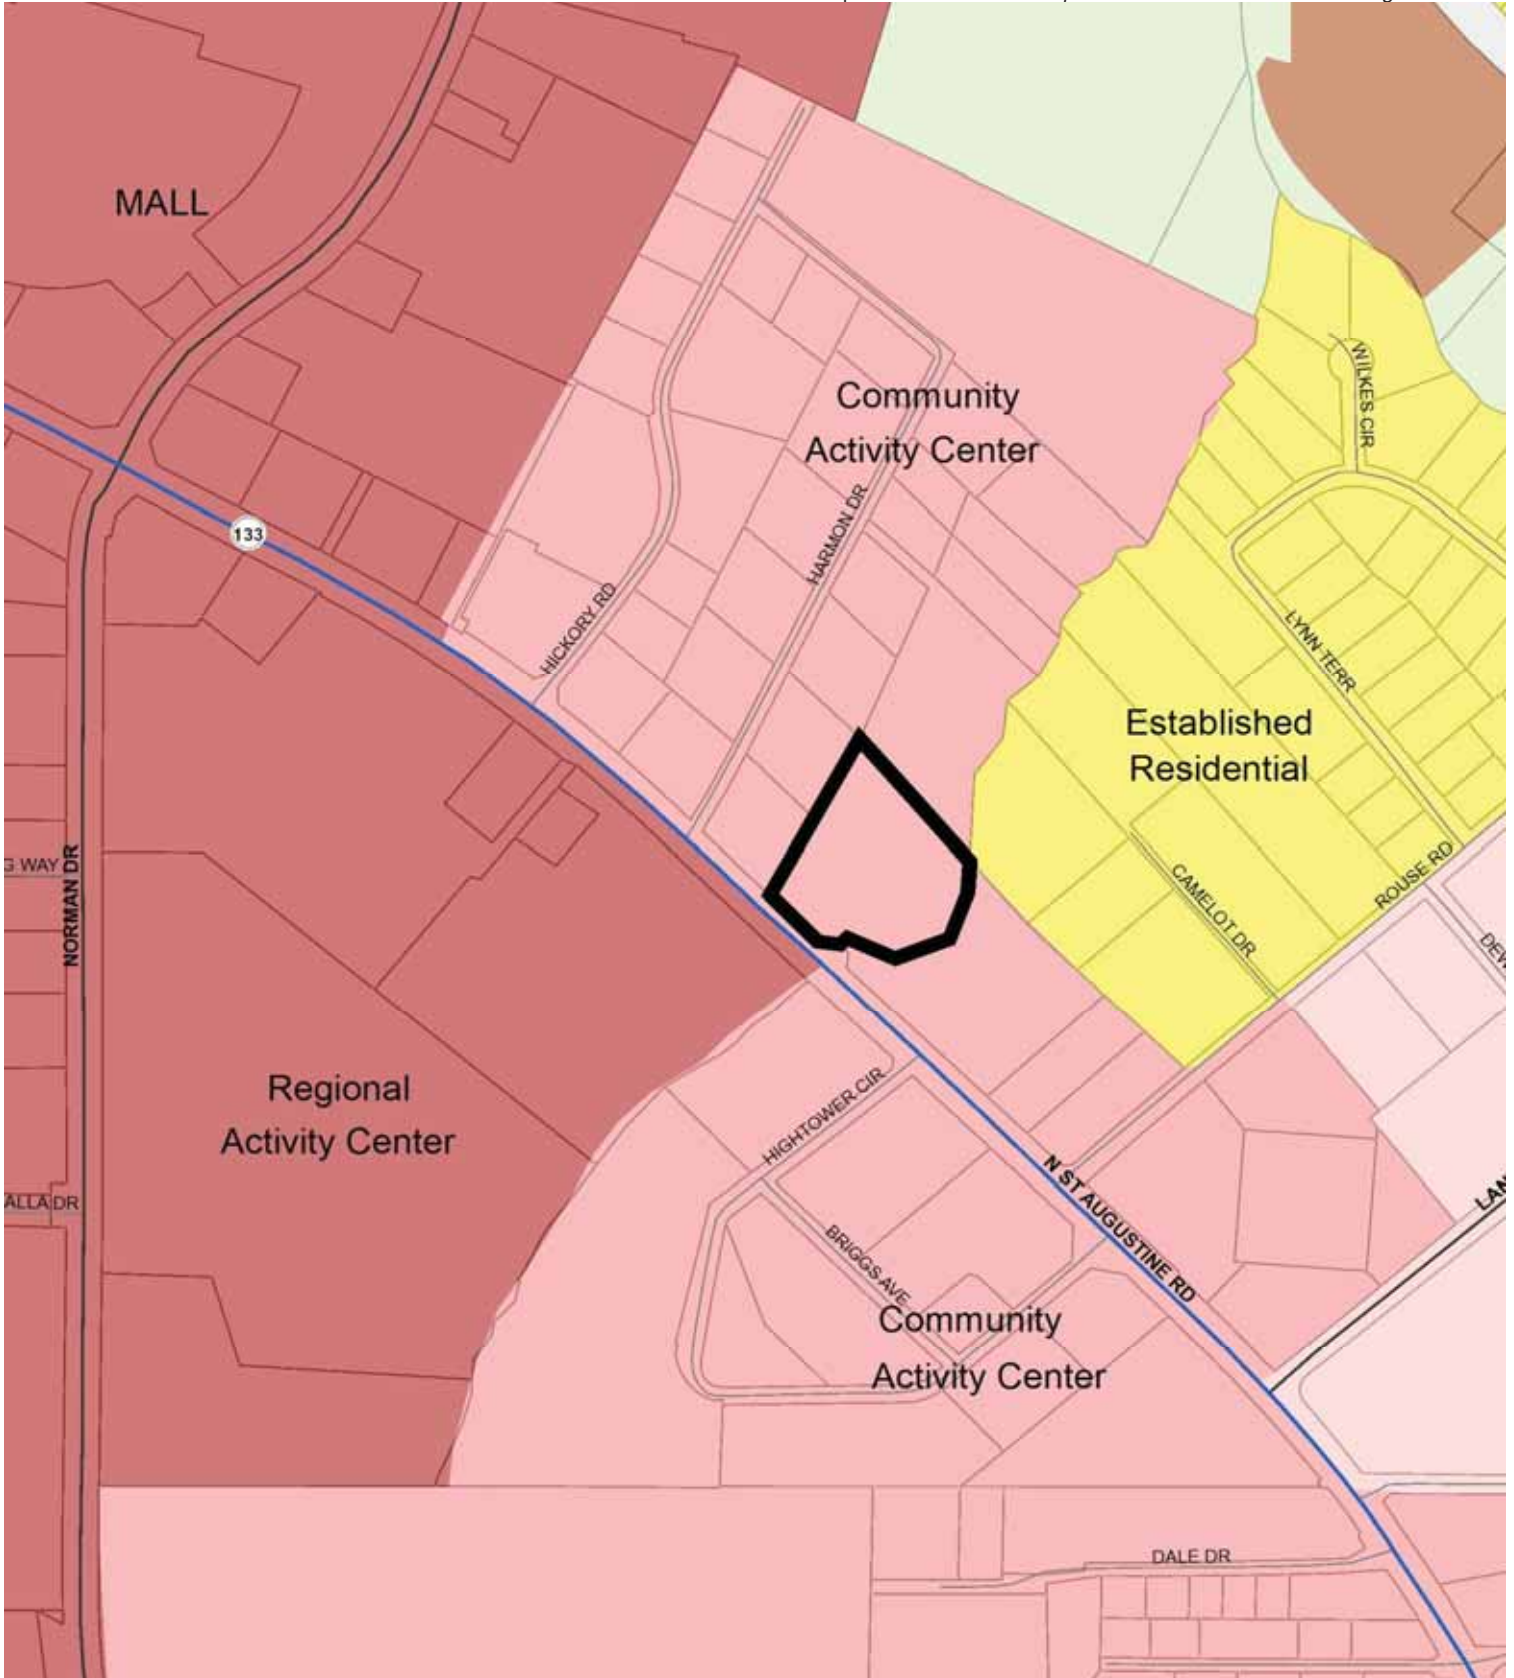 MALL
WILKES CIR
Community
Activity Center
HARMON DR
133
HICKORY RD
LYNN TERR
Established
Residential
G WAY
NORMAN DR
CAMELOT DR
ROUSE RD
Regional
Activity Center
HIGHTOWER CIR
N ST AUGUSTINE RD
ALLA DR
BRIGGS AVE
Community
Activity Center
DALE DR